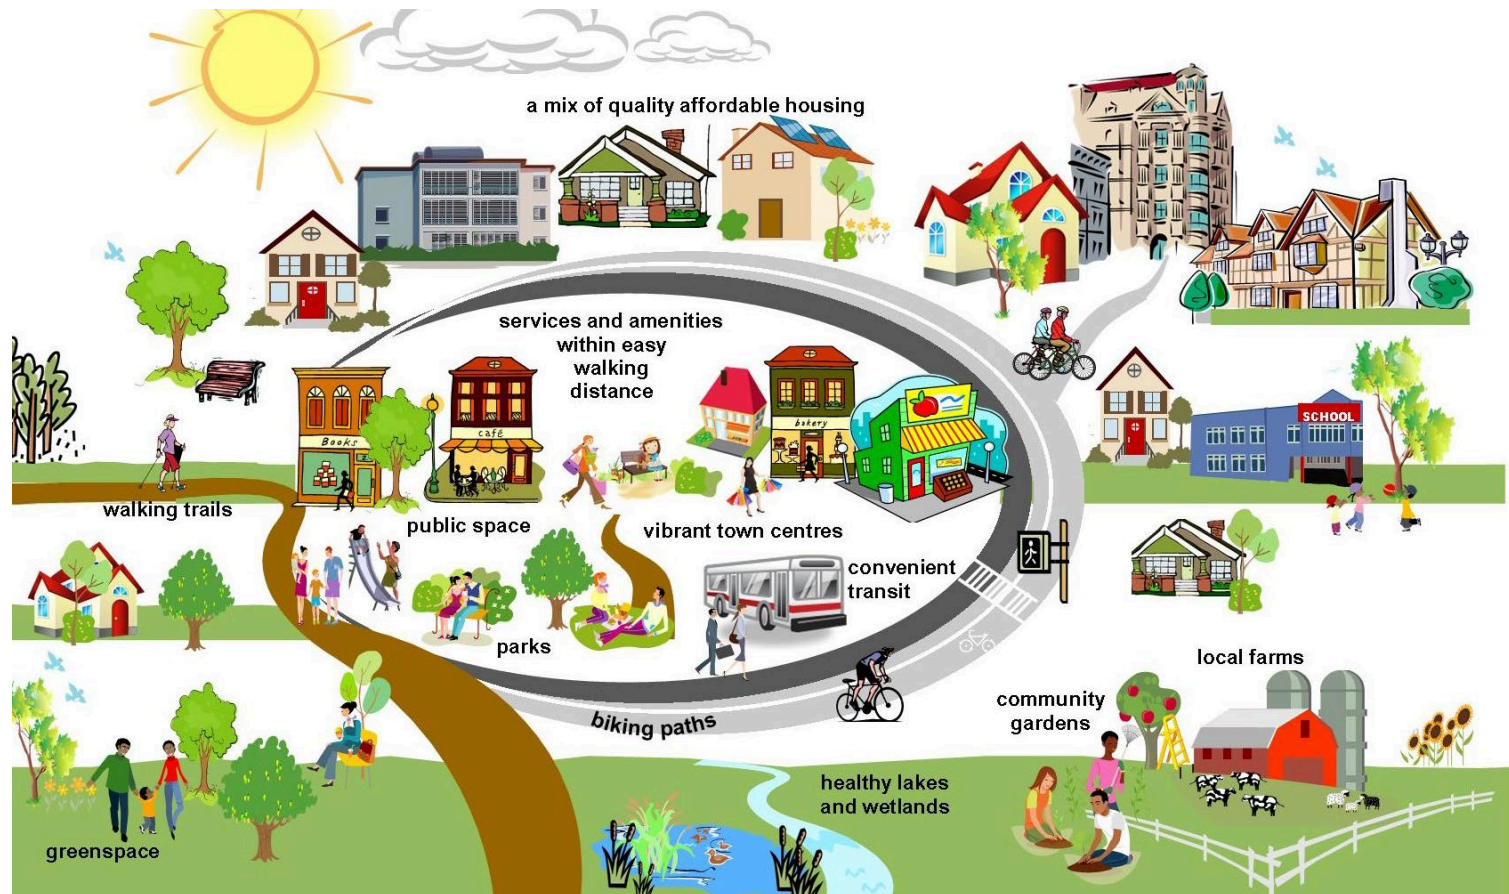 a mix of quality affordable housing
services and amenities
within easy
walking
distance
Books
café
bakery
SCHOOL
walking trails
public space
vibrant town centres
convenient
transit
parks
local farms
community
gardens
biking paths
healthy lakes
and wetlands
greenspace